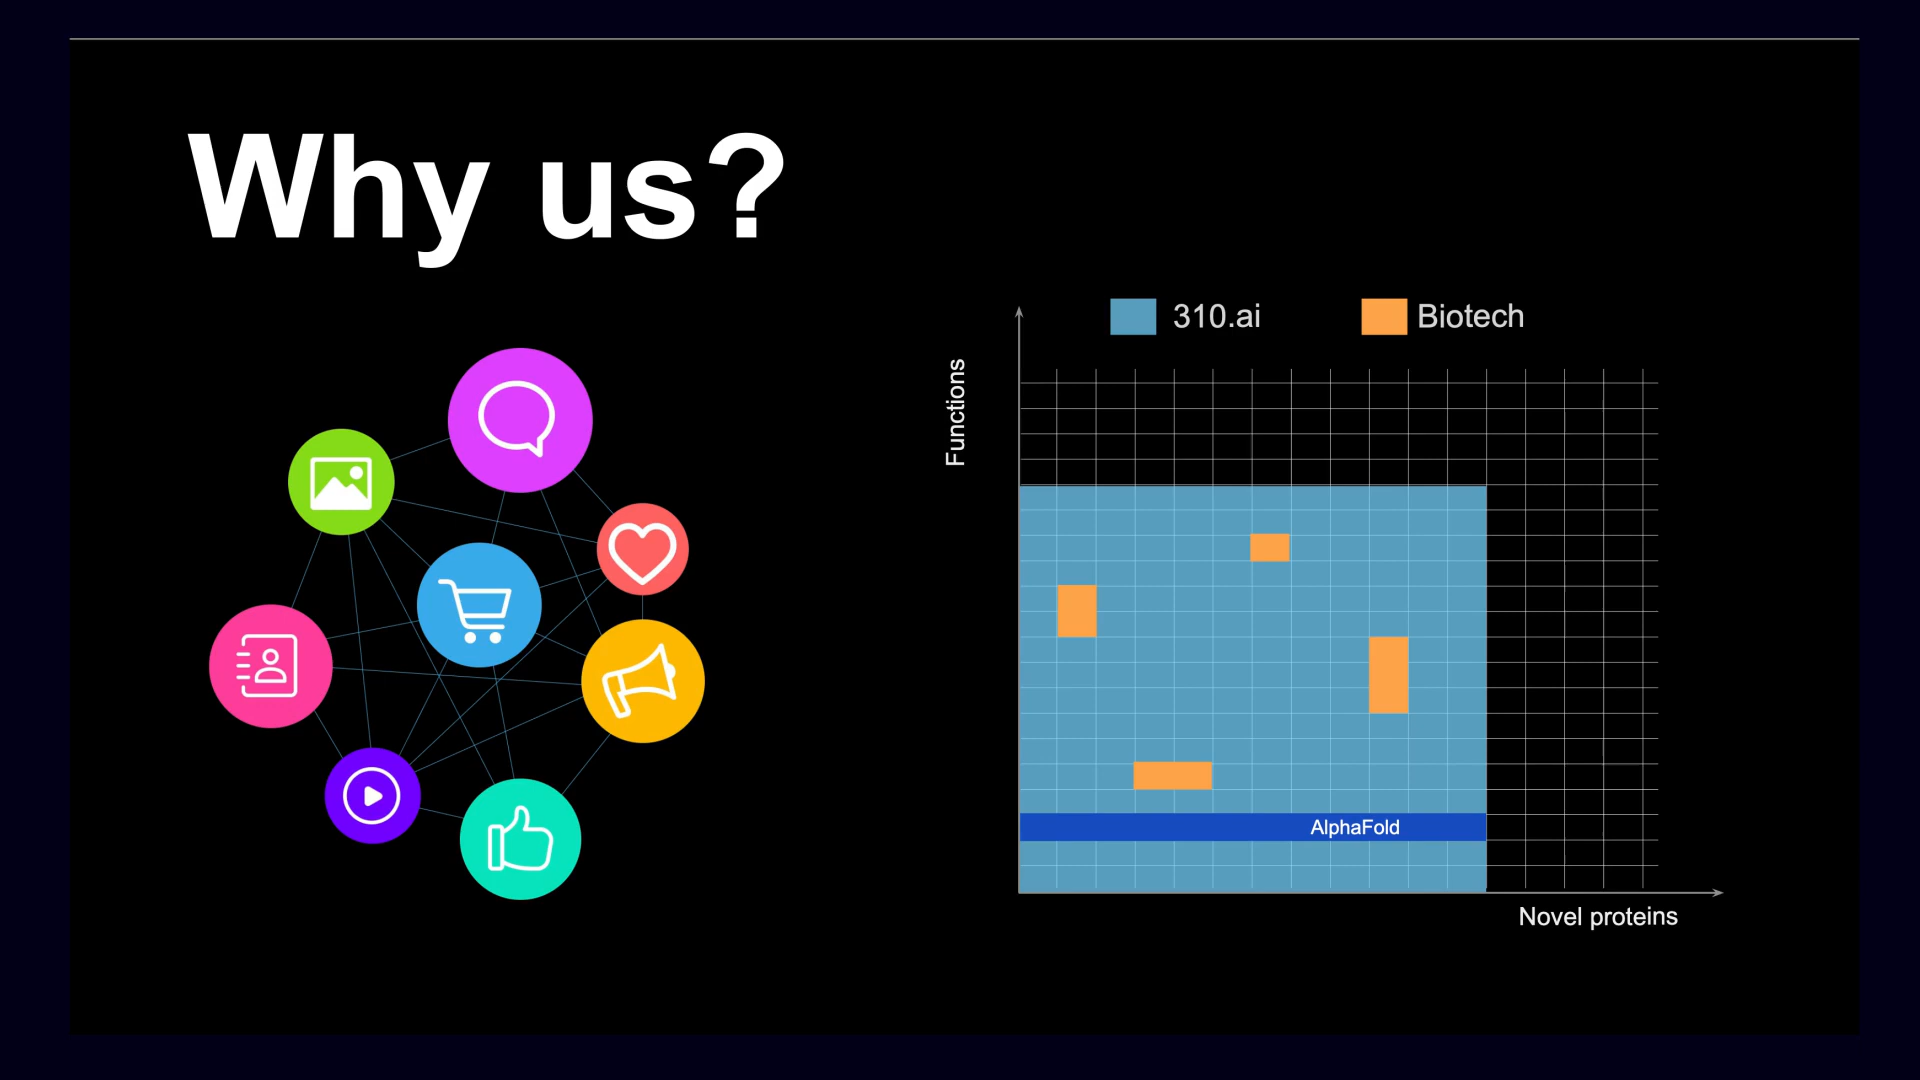 Why us?
310.ai
Biotech
Functions
AlphaFold
Novel proteins